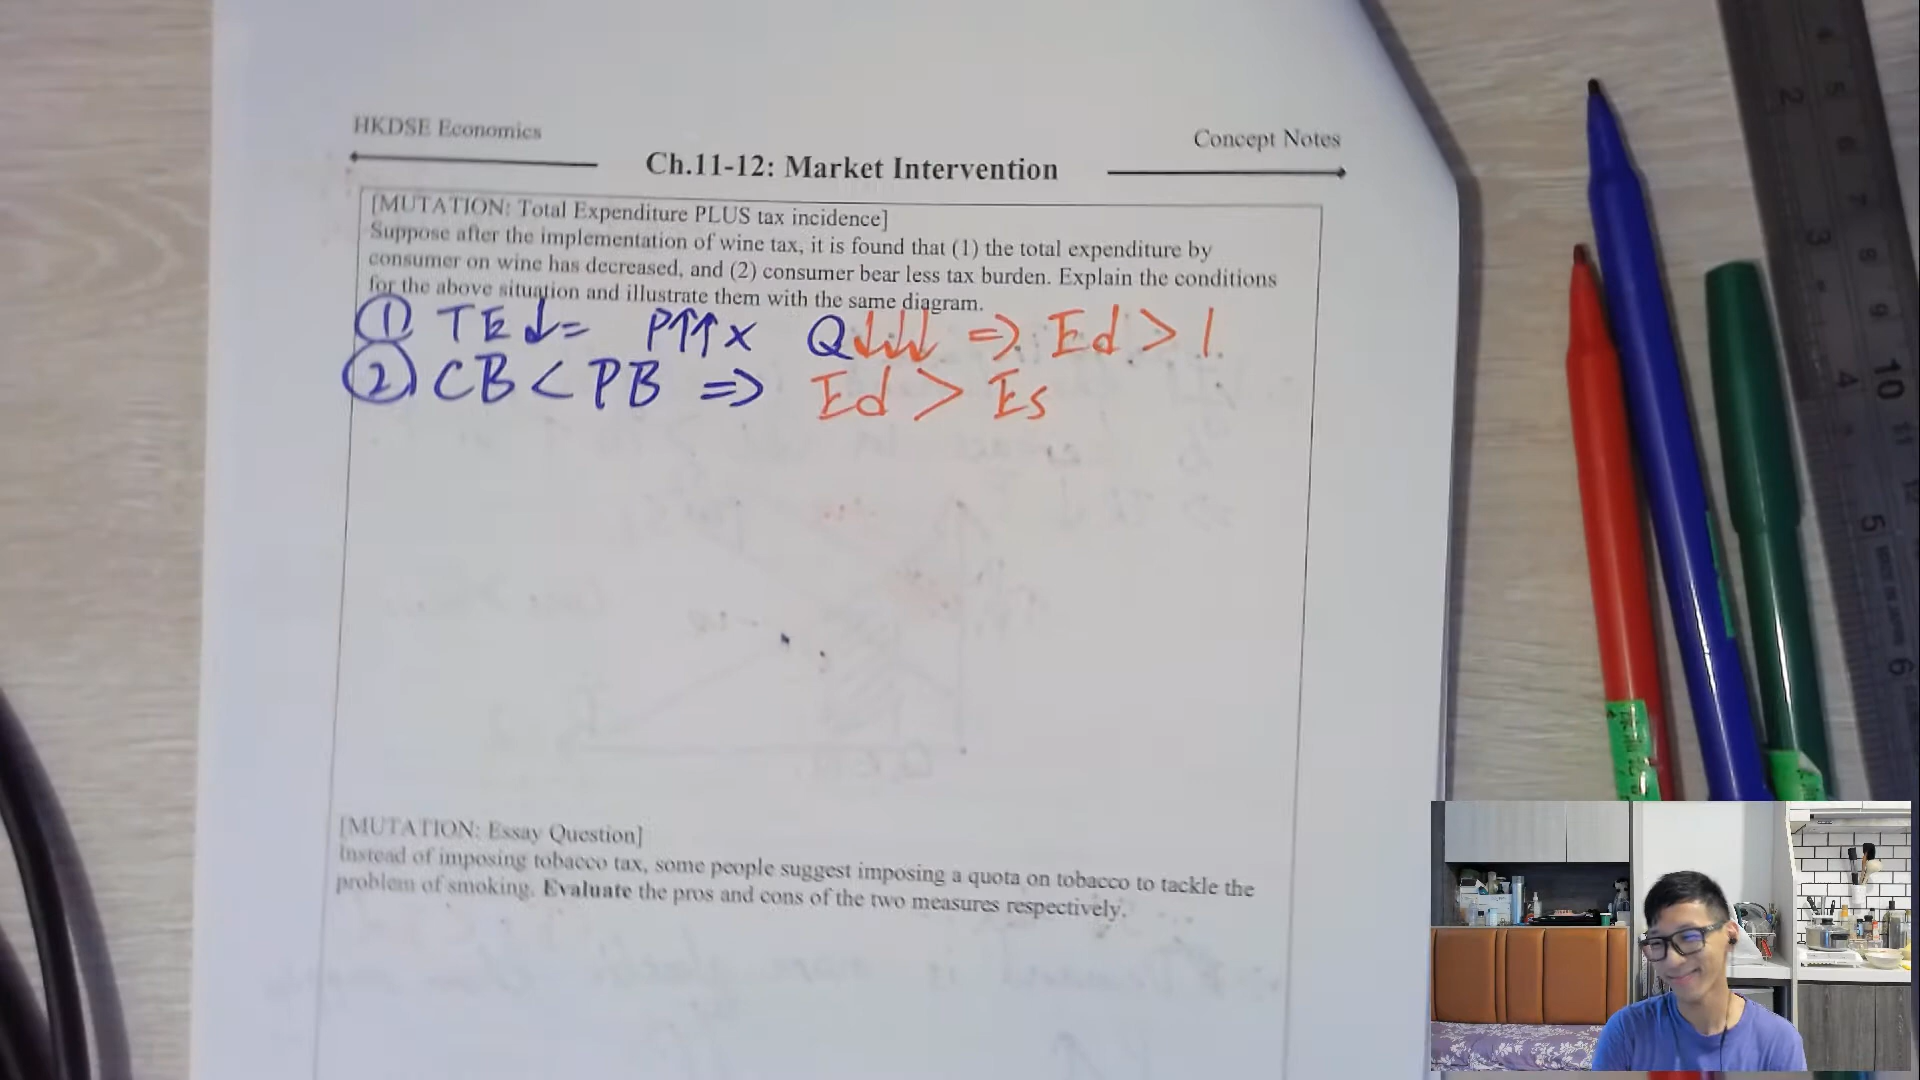 HKDSE Economics
Concept Notes
Ch.11-12: Market Intervention
[MUTATION: Total Expenditure PLUS tax incidence]
Suppose after the implementation of wine tax, it is found that (1) the total expenditure by
consumer on wine has decreased, and (2) consumer bear less tax burden. Explain the conditions
for the above situation and illustrate them with the same diagram.
① TE↓= P↑↑ x Q↓↓↓ => Ed > 1
② CB < PB => Ed > Es
[MUTATION: Essay Question]
Instead of imposing tobacco tax, some people suggest imposing a quota on tobacco to tackle the
problem of smoking. Evaluate the pros and cons of the two measures respectively.